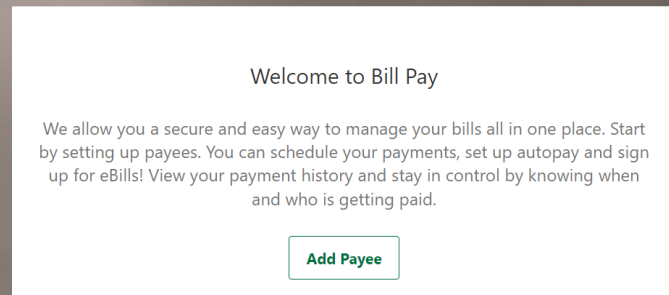 Welcome to Bill Pay
We allow you a secure and easy way to manage your bills all in one place. Start
by setting up payees. You can schedule your payments, set up autopay and sign
up for eBills! View your payment history and stay in control by knowing when
and who is getting paid.
Add Payee